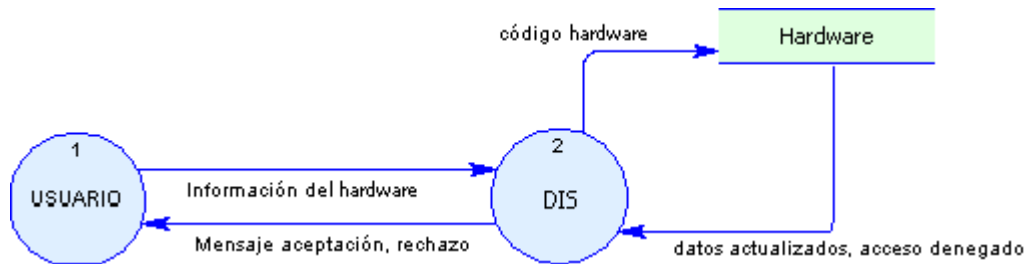 código hardware
Hardware
1
USUARIO
Información del hardware
Mensaje aceptación, rechazo
2
DIS
datos actualizados, acceso denegado